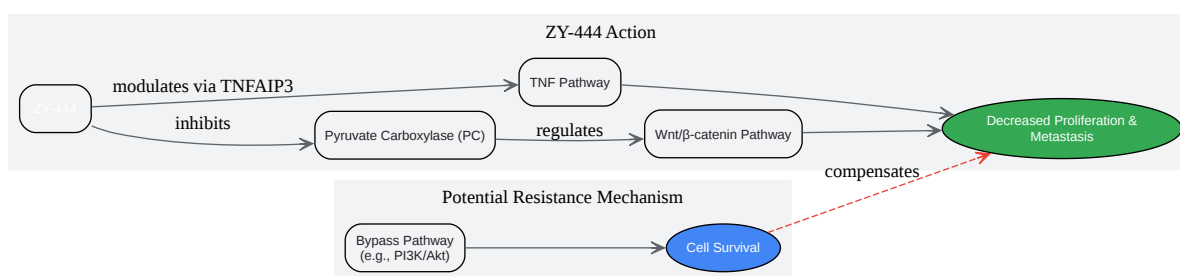 ZY-444 Action
modulates via TNFAIP3
TNF Pathway
ZY-444
inhibits
Pyruvate Carboxylase (PC)
regulates
Wnt/β-catenin Pathway
Decreased Proliferation &
Metastasis
compensates
Potential Resistance Mechanism
Bypass Pathway
(e.g., PI3K/Akt)
Cell Survival